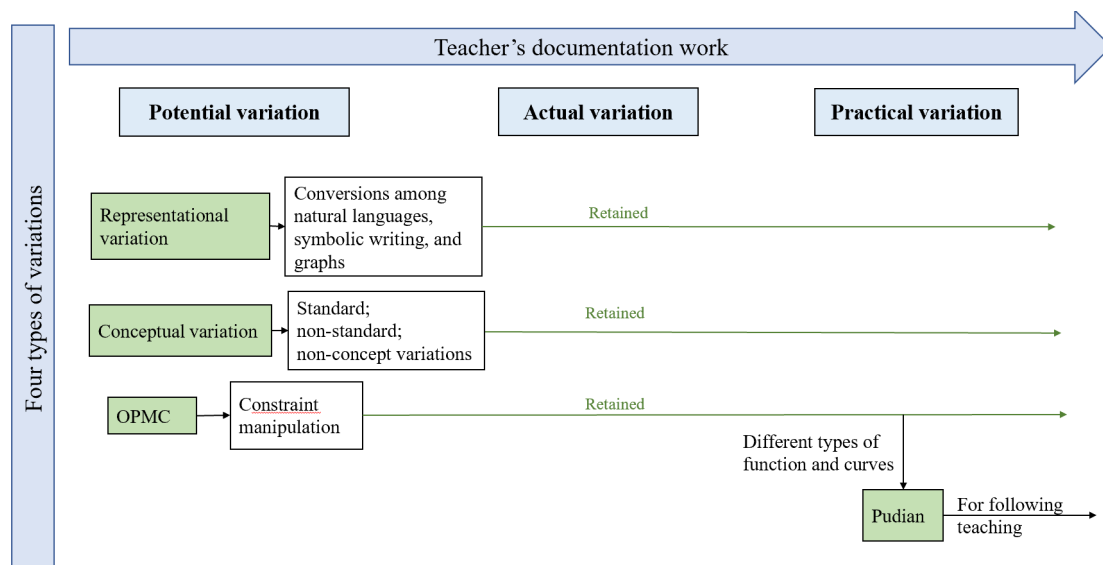 Teacher's documentation work
Four types of variations
Potential variation
Actual variation
Practical variation
Representational
variation
Conversions among
natural languages,
symbolic writing, and
graphs
Retained
Conceptual variation
Standard;
non-standard;
non-concept variations
Retained
OPMC
Constraint
manipulation
Retained
Different types of
function and curves
Pudian
For following
teaching